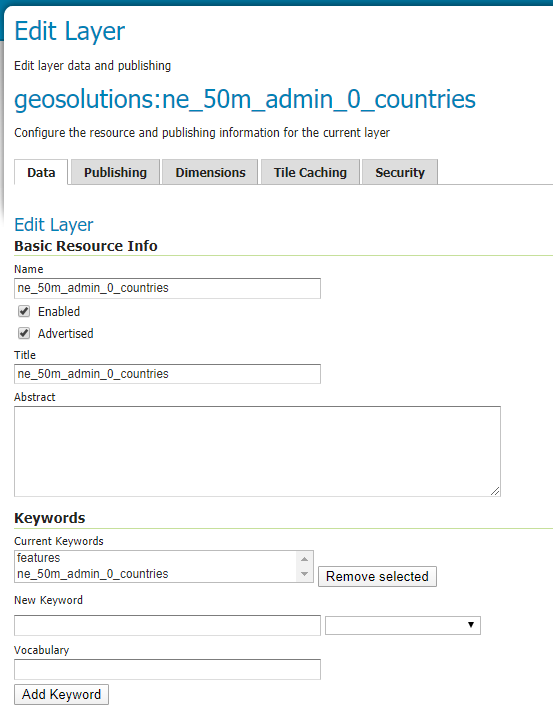 Edit Layer
Edit layer data and publishing
geosolutions:ne_50m_admin_0_countries
Configure the resource and publishing information for the current layer
Data Publishing Dimensions Tile Caching Security
Edit Layer
Basic Resource Info
Name
ne_50m_admin_0_countries
Enabled
Advertised
Title
ne_50m_admin_0_countries
Abstract
Keywords
Current Keywords
features
ne_50m_admin_0_countries
Remove selected
New Keyword
Vocabulary
Add Keyword